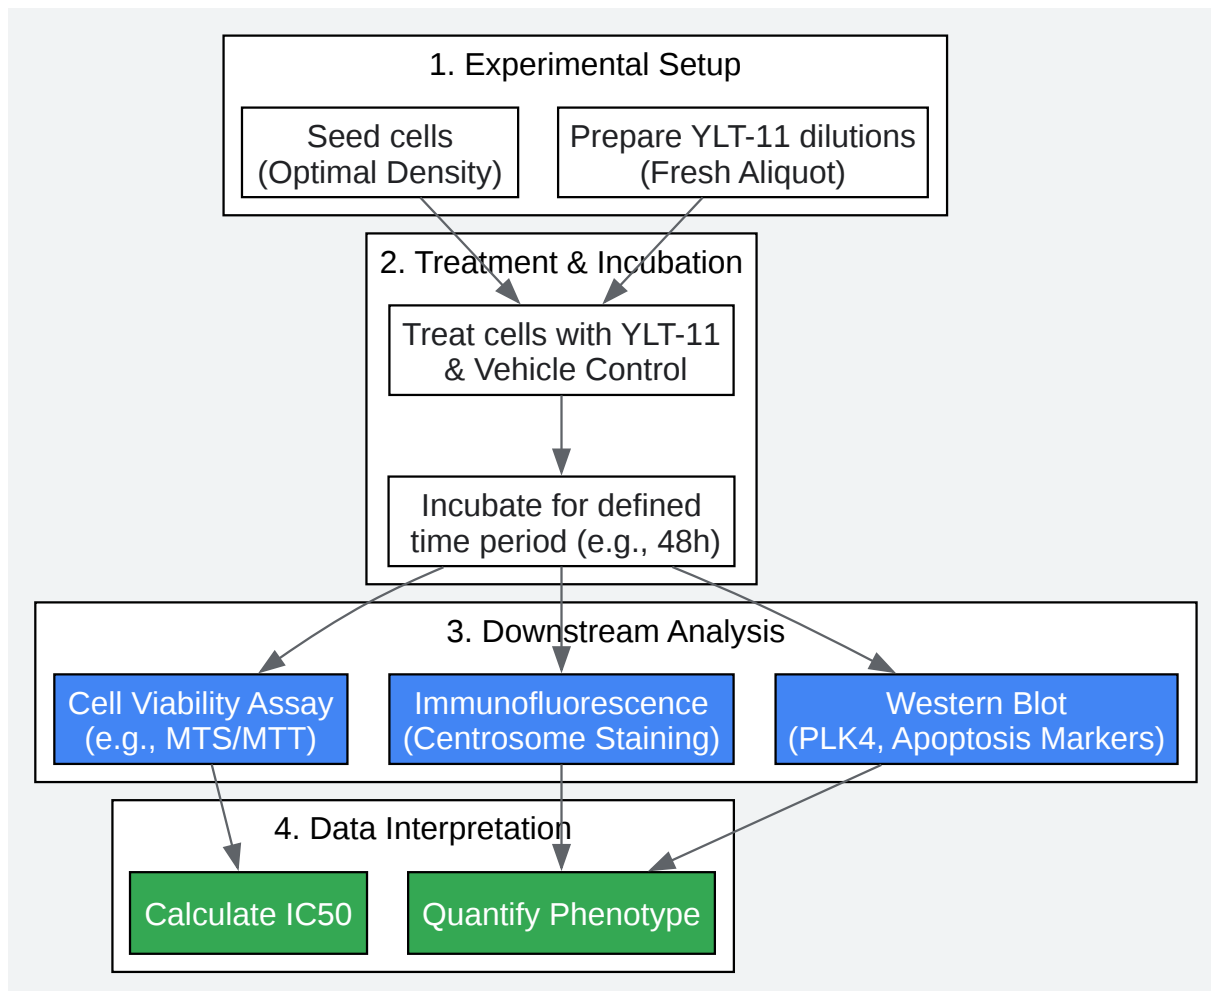 1. Experimental Setup
Seed cells
(Optimal Density)
Prepare YLT-11 dilutions
(Fresh Aliquot)
2. Treatment & Incubation
Treat cells with YLT-11
& Vehicle Control
Incubate for defined
time period (e.g., 48h)
3. Downstream Analysis
Cell Viability Assay
(e.g., MTS/MTT)
Immunofluorescence
(Centrosome Staining)
Western Blot
(PLK4, Apoptosis Markers)
4. Data Interpretation
Calculate IC50
Quantify Phenotype